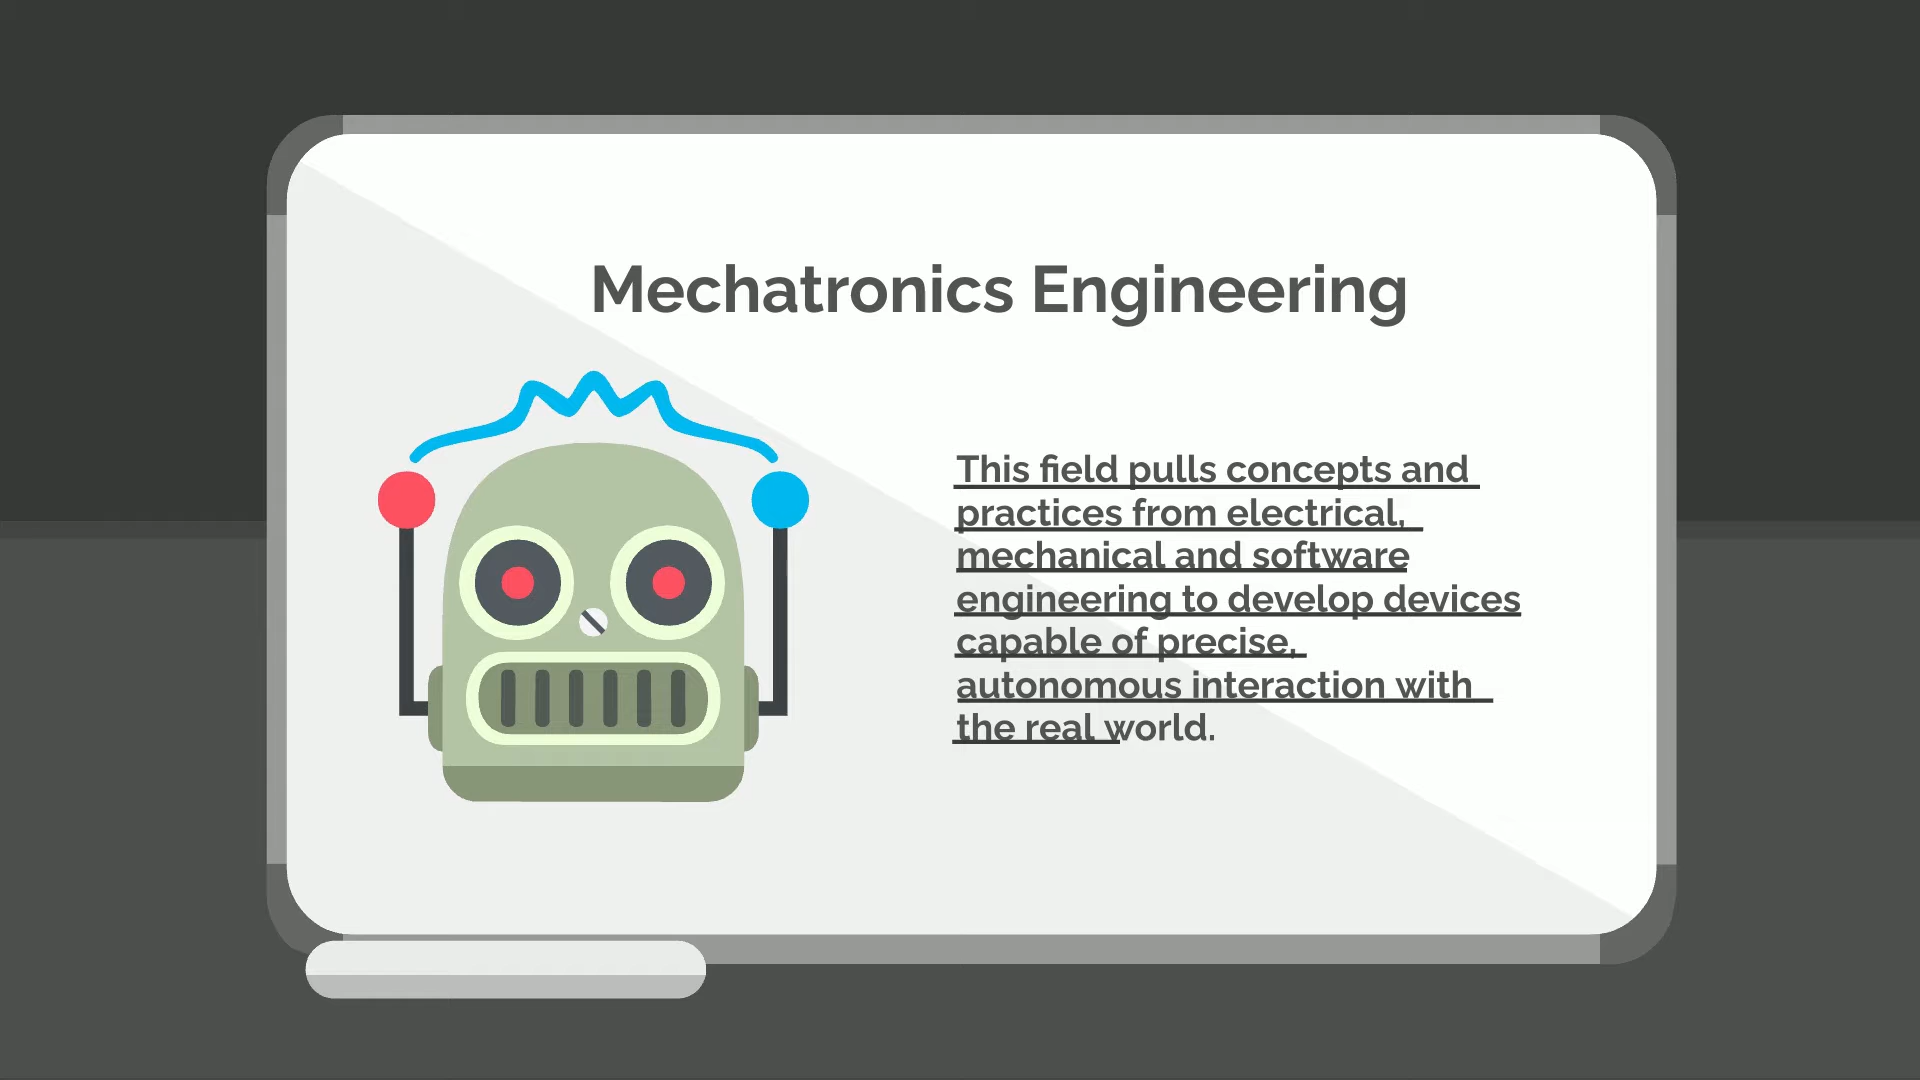 Mechatronics Engineering
This field pulls concepts and
practices from electrical,
mechanical and software
engineering to develop devices
capable of precise,
autonomous interaction with
the real world.